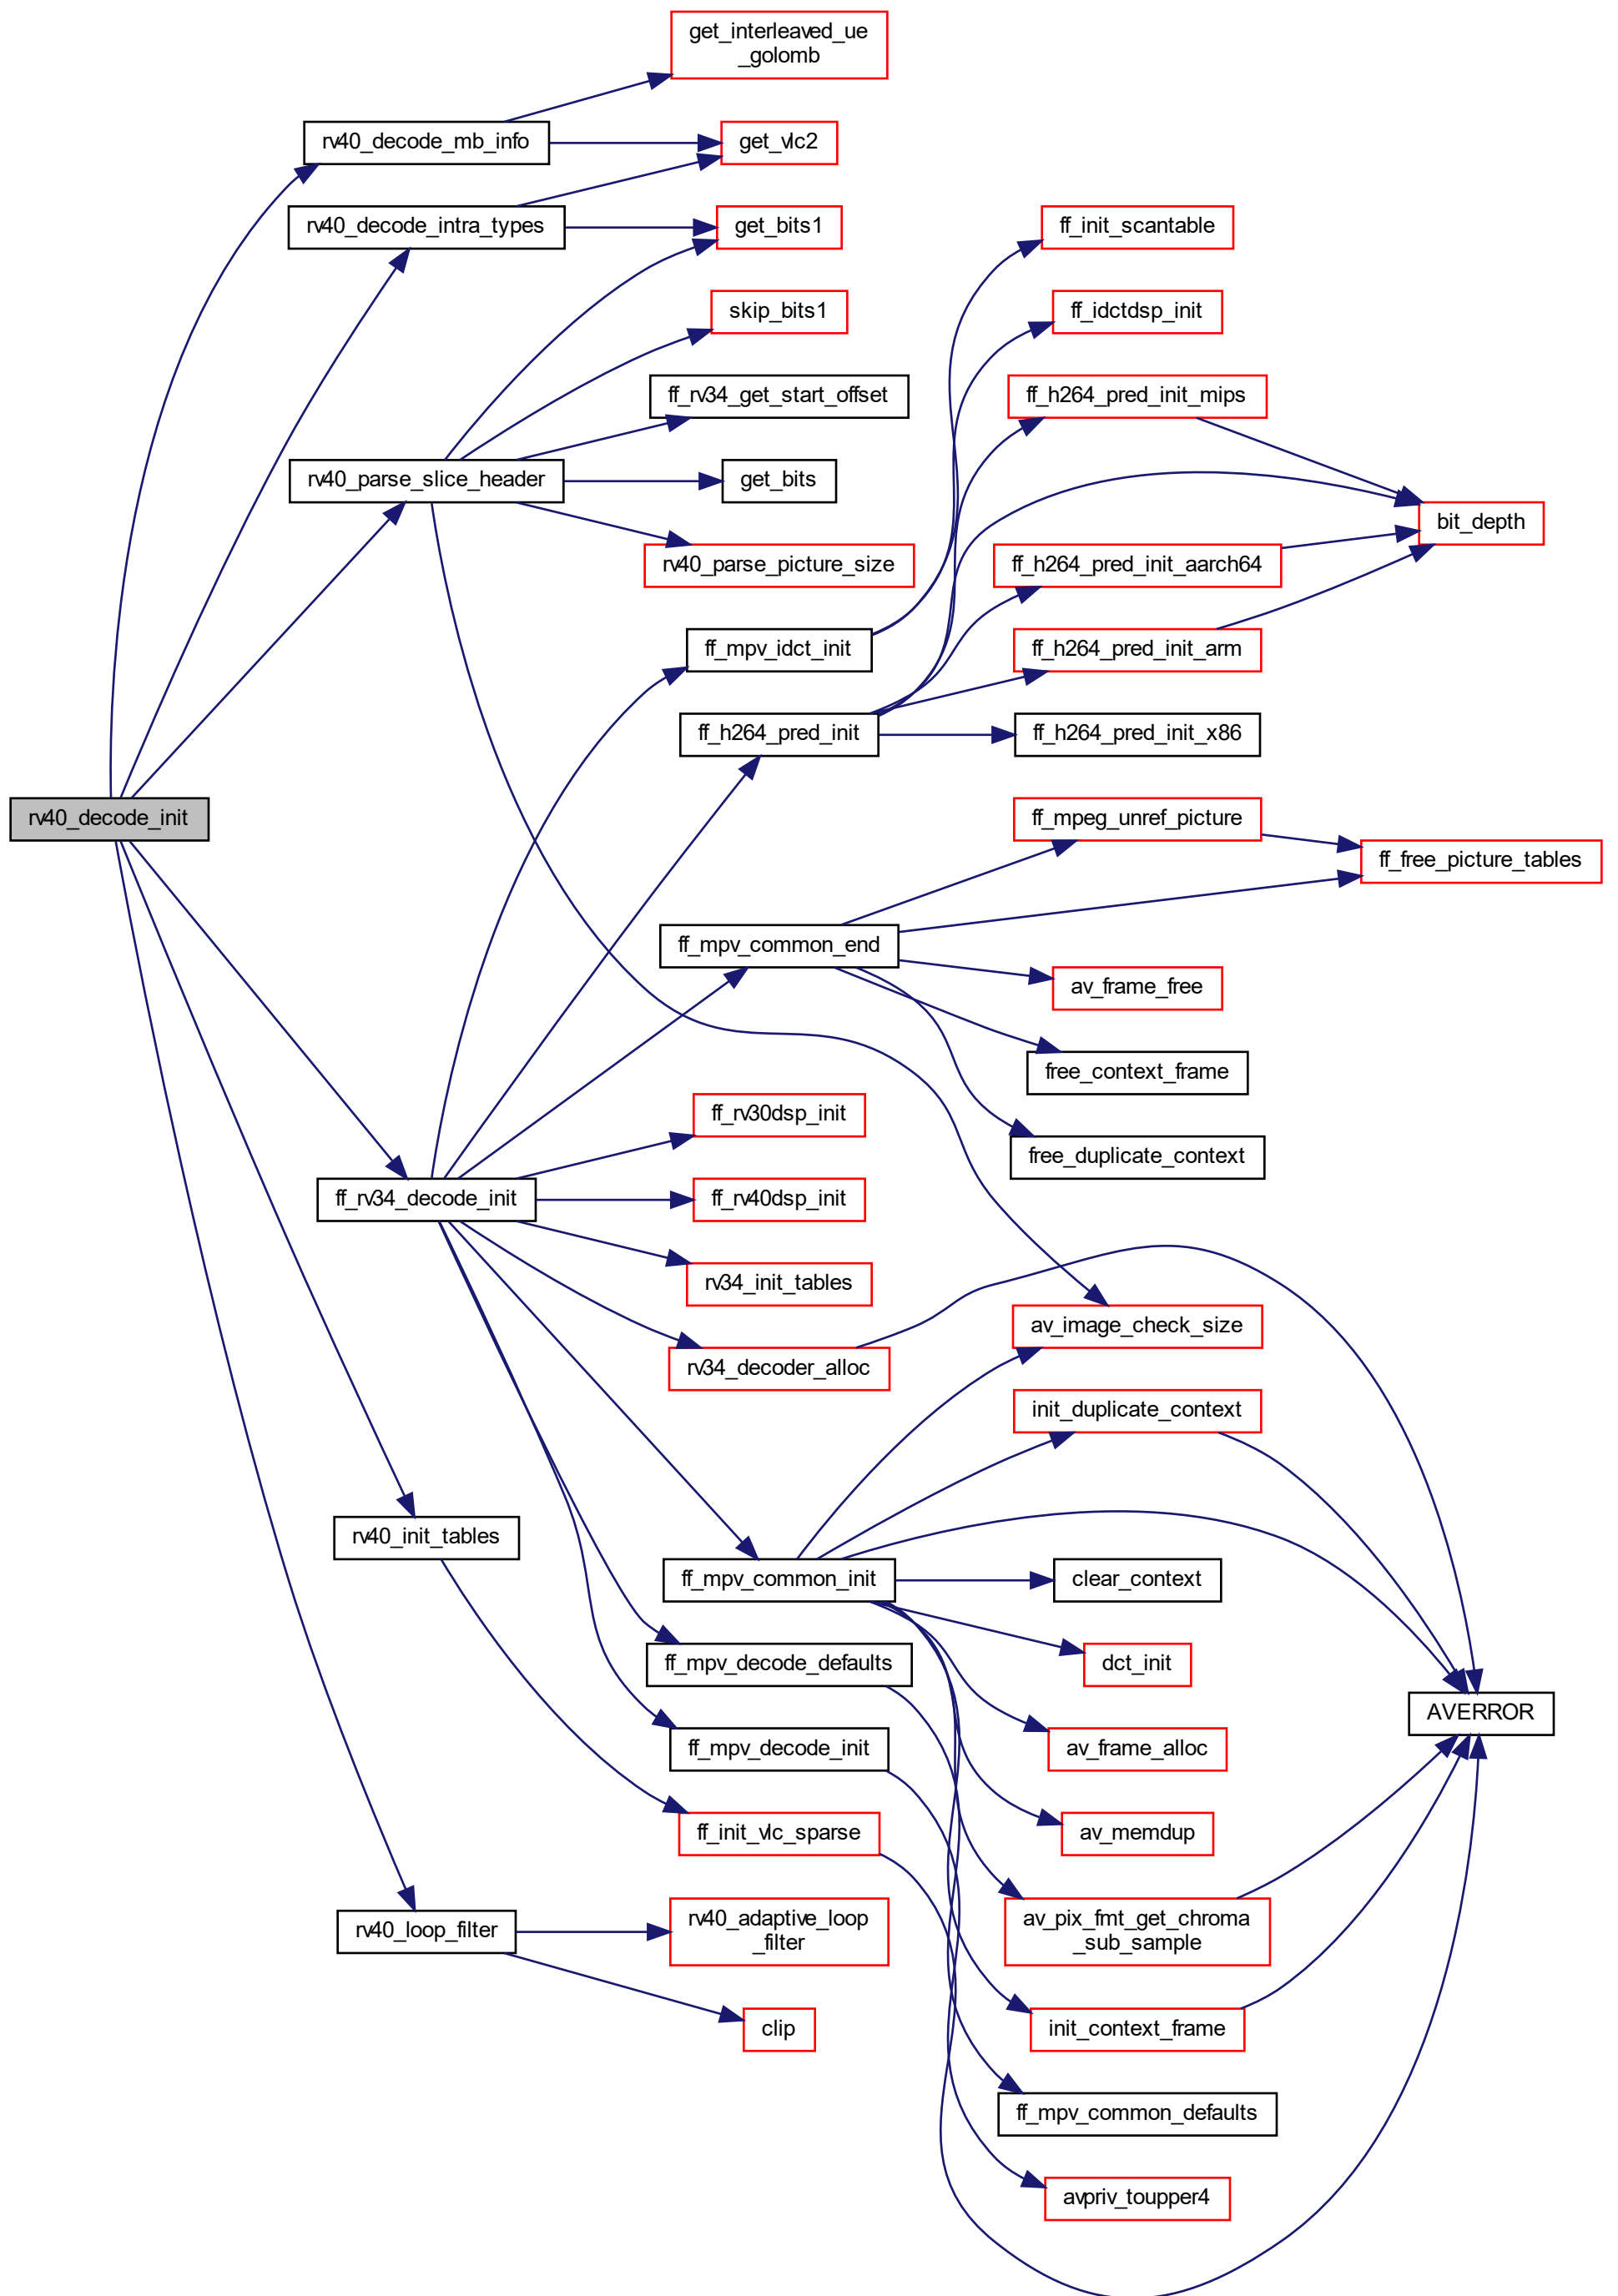 get_interleaved_ue
_golomb
rv40_decode_mb_info
get_vlc2
rv40_decode_intra_types
get_bits1
ff_init_scantable
skip_bits1
ff_idctdsp_init
ff_rv34_get_start_offset
ff_h264_pred_init_mips
rv40_parse_slice_header
get_bits
bit_depth
rv40_parse_picture_size
ff_h264_pred_init_aarch64
ff_mpv_idct_init
ff_h264_pred_init_arm
ff_h264_pred_init
ff_h264_pred_init_x86
rv40_decode_init
ff_mpeg_unref_picture
ff_free_picture_tables
ff_mpv_common_end
av_frame_free
free_context_frame
ff_rv30dsp_init
free_duplicate_context
ff_rv34_decode_init
ff_rv40dsp_init
rv34_init_tables
av_image_check_size
rv34_decoder_alloc
init_duplicate_context
rv40_init_tables
ff_mpv_common_init
clear_context
ff_mpv_decode_defaults
dct_init
AVERROR
ff_mpv_decode_init
av_frame_alloc
ff_init_vlc_sparse
av_memdup
rv40_loop_filter
rv40_adaptive_loop
_filter
av_pix_fmt_get_chroma
_sub_sample
clip
init_context_frame
ff_mpv_common_defaults
avpriv_toupper4